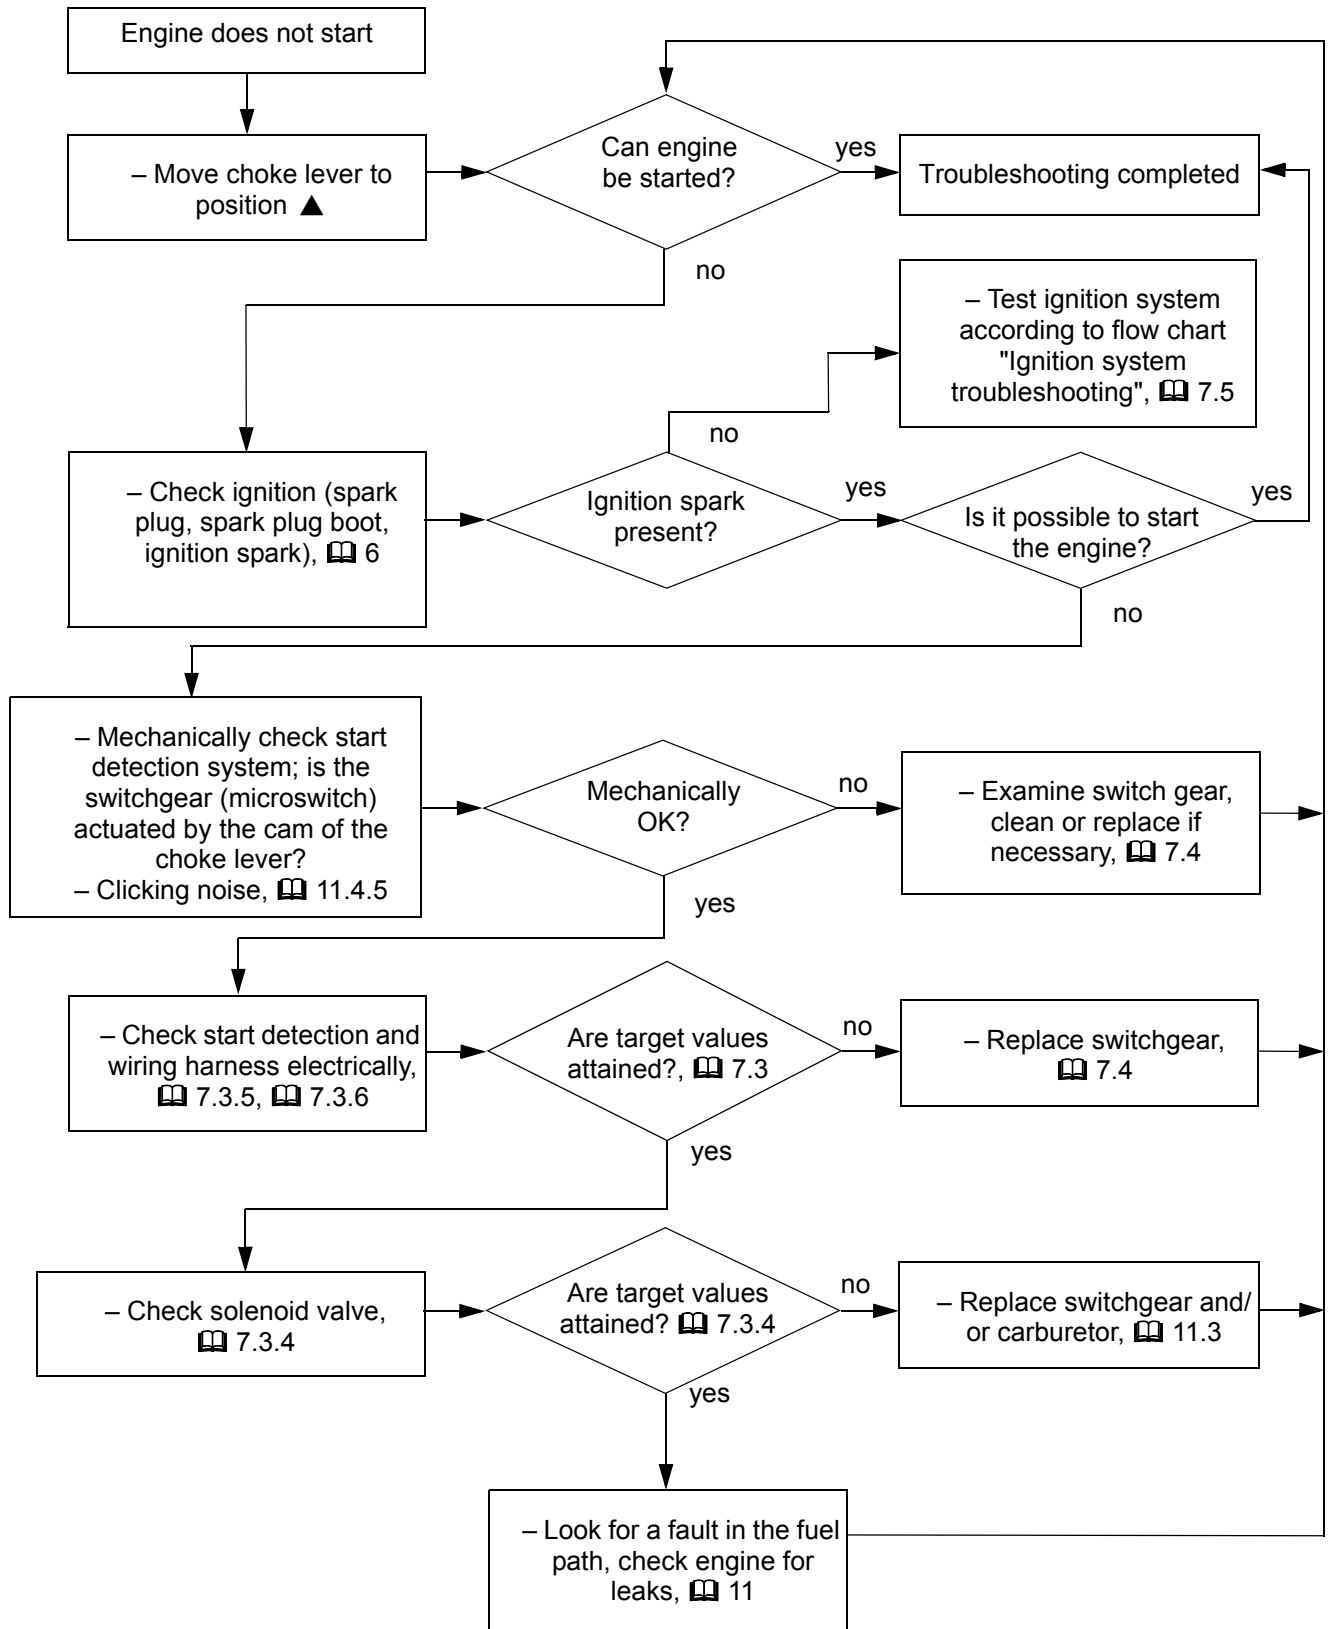 Engine does not start
– Move choke lever to
position ▲
Can engine
be started?
yes
Troubleshooting completed
no
– Test ignition system
according to flow chart
"Ignition system
troubleshooting", 🕮 7.5
– Check ignition (spark
plug, spark plug boot,
ignition spark), 🕮 6
no
Ignition spark
present?
yes
Is it possible to start
the engine?
yes
no
– Mechanically check start
detection system; is the
switchgear (microswitch)
actuated by the cam of the
choke lever?
– Clicking noise, 🕮 11.4.5
Mechanically
OK?
no
– Examine switch gear,
clean or replace if
necessary, 🕮 7.4
yes
– Check start detection and
wiring harness electrically,
🕮 7.3.5, 🕮 7.3.6
Are target values
attained?, 🕮 7.3
no
– Replace switchgear,
🕮 7.4
yes
– Check solenoid valve,
🕮 7.3.4
Are target values
attained? 🕮 7.3.4
no
– Replace switchgear and/
or carburetor, 🕮 11.3
yes
– Look for a fault in the fuel
path, check engine for
leaks, 🕮 11